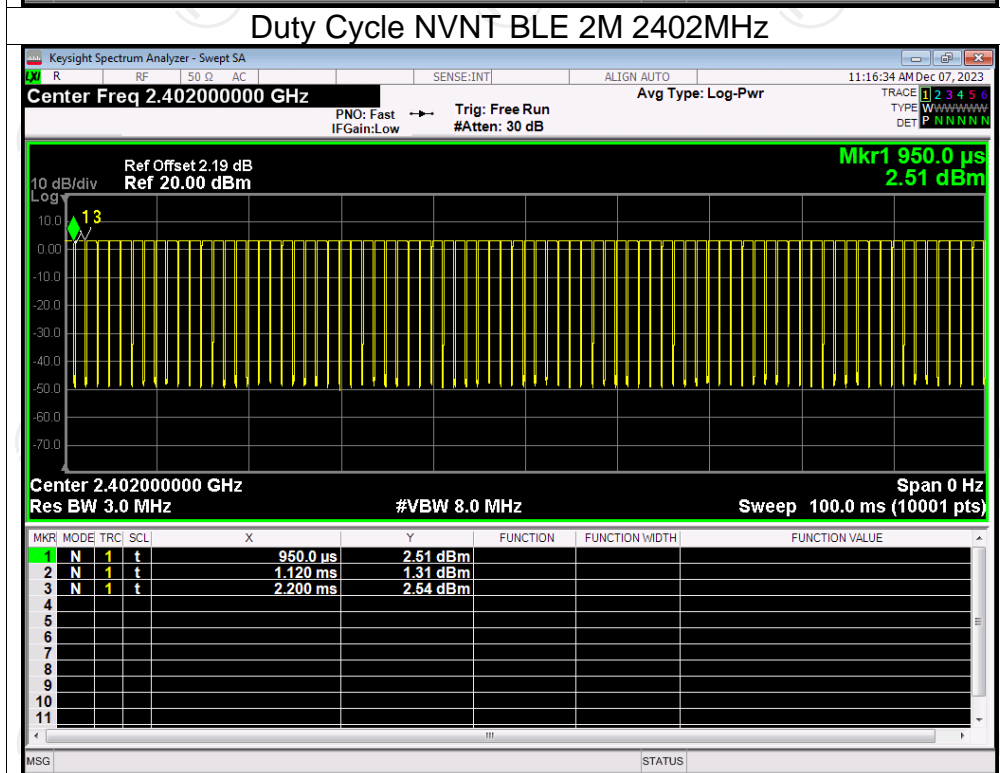 Duty Cycle NVNT BLE 2M 2402MHz
Keysight Spectrum Analyzer - Swept SA
LXI R RF 50 Ω AC SENSE:INT ALIGN AUTO 11:16:34 AM Dec 07, 2023
Center Freq 2.402000000 GHz Avg Type: Log-Pwr TRACE 1 2 3 4 5 6
PNO: Fast Trig: Free Run TYPE WWWWWW
IFGain:Low #Atten: 30 dB DET P N N N N N
Mkr1 950.0 µs
Ref Offset 2.19 dB
10 dB/div Ref 20.00 dBm 2.51 dBm
Log
10.0
1 3
0.00
-10.0
-20.0
-30.0
-40.0
-50.0
-60.0
-70.0
Center 2.402000000 GHz Span 0 Hz
Res BW 3.0 MHz #VBW 8.0 MHz Sweep 100.0 ms (10001 pts)
MKR MODE TRC SCL X Y FUNCTION FUNCTION WIDTH FUNCTION VALUE
1 N 1 t 950.0 µs 2.51 dBm
2 N 1 t 1.120 ms 1.31 dBm
3 N 1 t 2.200 ms 2.54 dBm
4
5
6
7
8
9
10
11
MSG STATUS